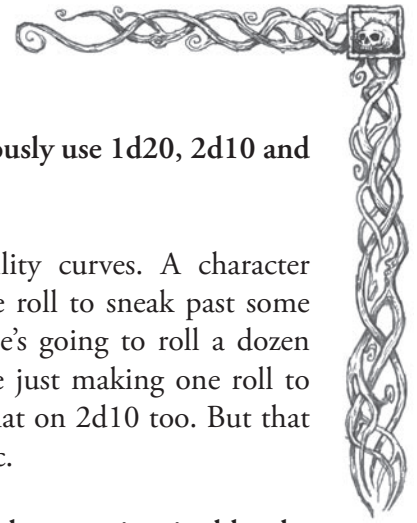 ously use 1d20, 2d10 and
lity curves. A character
e roll to sneak past some
e's going to roll a dozen
e just making one roll to
nat on 2d10 too. But that
c.